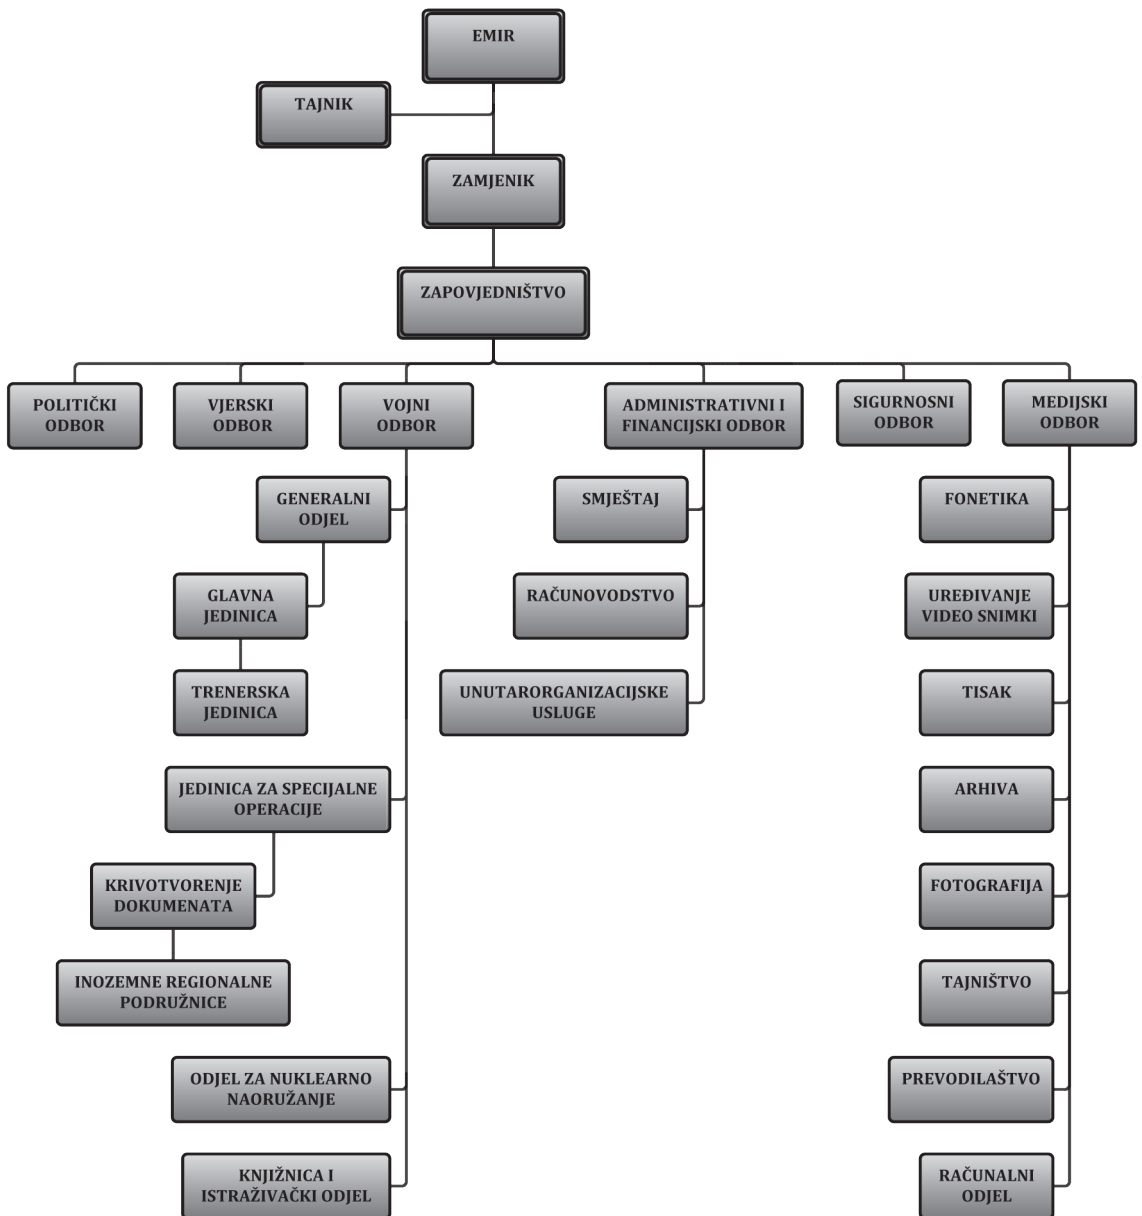 EMIR
TAJNIK
ZAMJENIK
ZAPOVJEDNIŠTVO
POLITIČKI
ODBOR
VJERSKI
ODBOR
VOJNI
ODBOR
ADMINISTRATIVNI I
FINANCIJSKI ODBOR
SIGURNOSNI
ODBOR
MEDIJSKI
ODBOR
GENERALNI
ODJEL
GLAVNA
JEDINICA
TRENERSKA
JEDINICA
JEDINICA ZA SPECIJALNE
OPERACIJE
KRIVOTVORENJE
DOKUMENATA
INOZEMNE REGIONALNE
PODRUŽNICE
ODJEL ZA NUKLEARNO
NAORUŽANJE
KNJIŽNICA I
ISTRAŽIVAČKI ODJEL
SMJEŠTAJ
RAČUNOVODSTVO
UNUTARORGANIZACIJSKE
USLUGE
FONETIKA
UREĐIVANJE
VIDEO SNIMKI
TISAK
ARHIVA
FOTOGRAFIJA
TAJNIŠTVO
PREVODILAŠTVO
RAČUNALNI
ODJEL